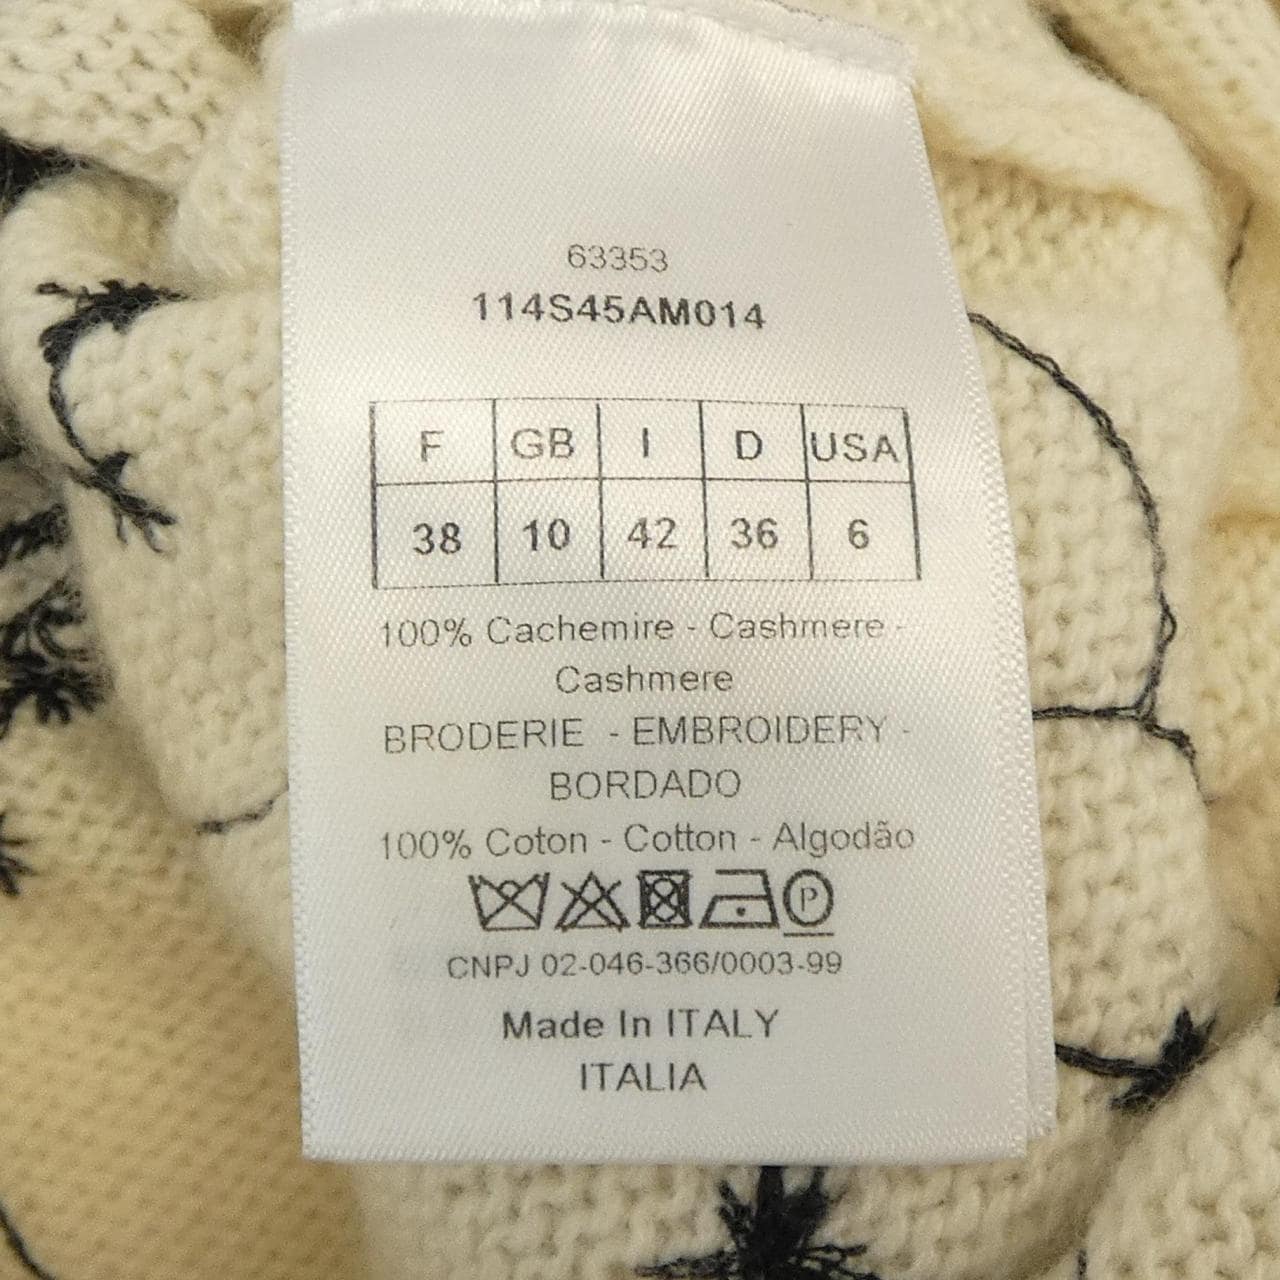 63353
114S45AM014
F GB I D USA
38 10 42 36 6
100% Cachemire - Cashmere -
Cashmere
BRODERIE - EMBROIDERY -
BORDADO
100% Coton - Cotton - Algodão
P
CNPJ 02-046-366/0003-99
Made In ITALY
ITALIA